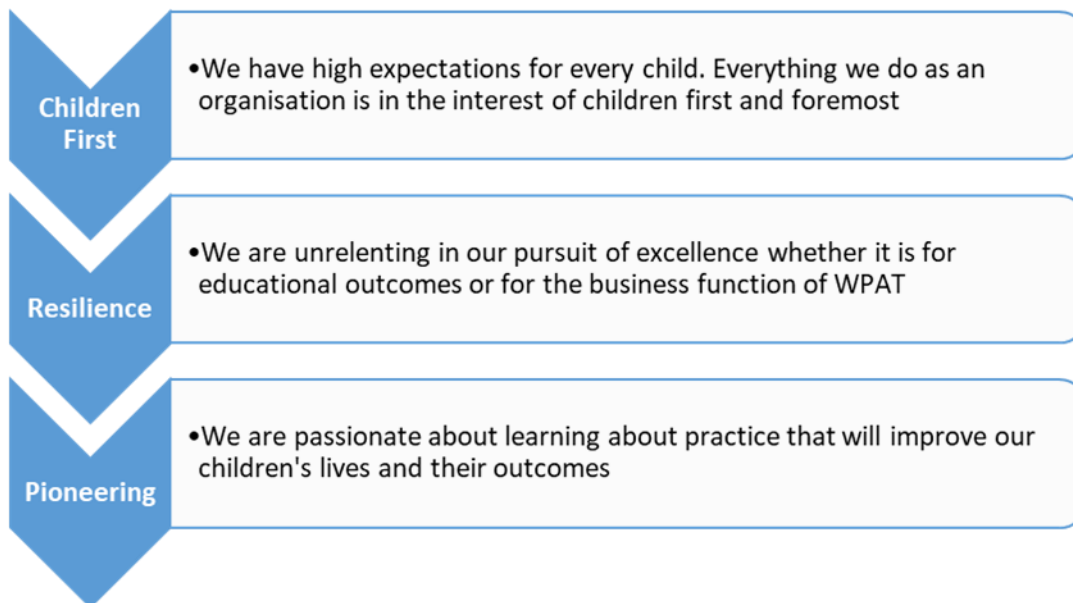 Children
First
•We have high expectations for every child. Everything we do as an
organisation is in the interest of children first and foremost
Resilience
•We are unrelenting in our pursuit of excellence whether it is for
educational outcomes or for the business function of WPAT
Pioneering
•We are passionate about learning about practice that will improve our
children's lives and their outcomes